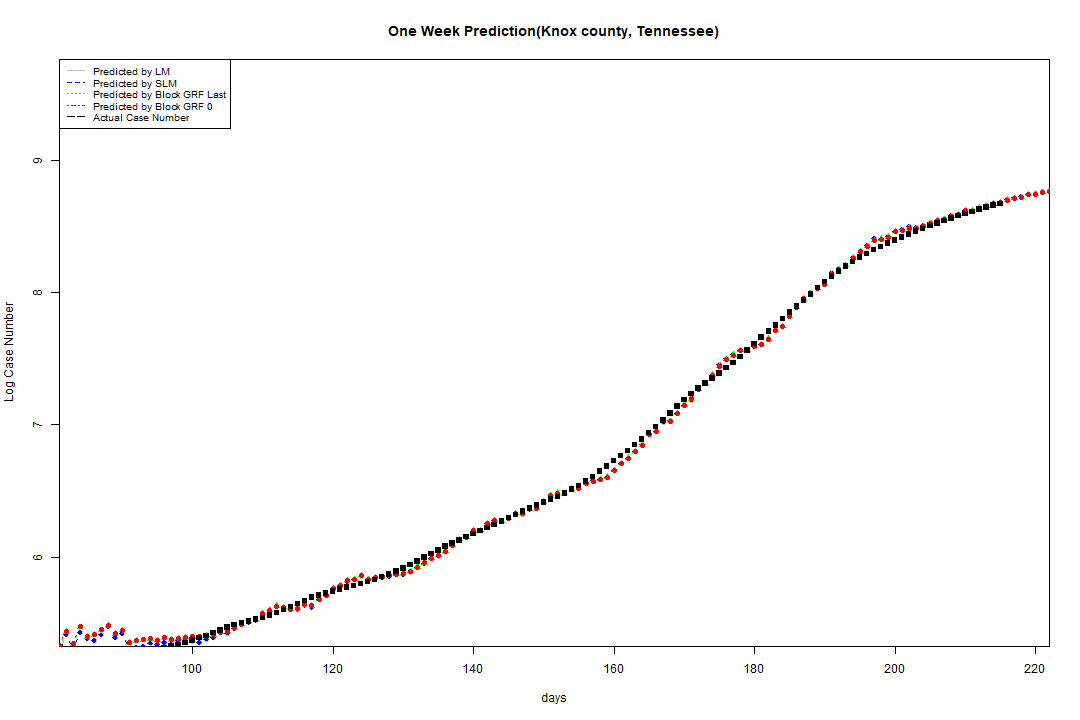 One Week Prediction(Knox county, Tennessee)
Predicted by LM
Predicted by SLM
Predicted by Block GRF Last
Predicted by Block GRF 0
Actual Case Number
9
8
7
6
Log Case Number
100 120 140 160 180 200 220
days